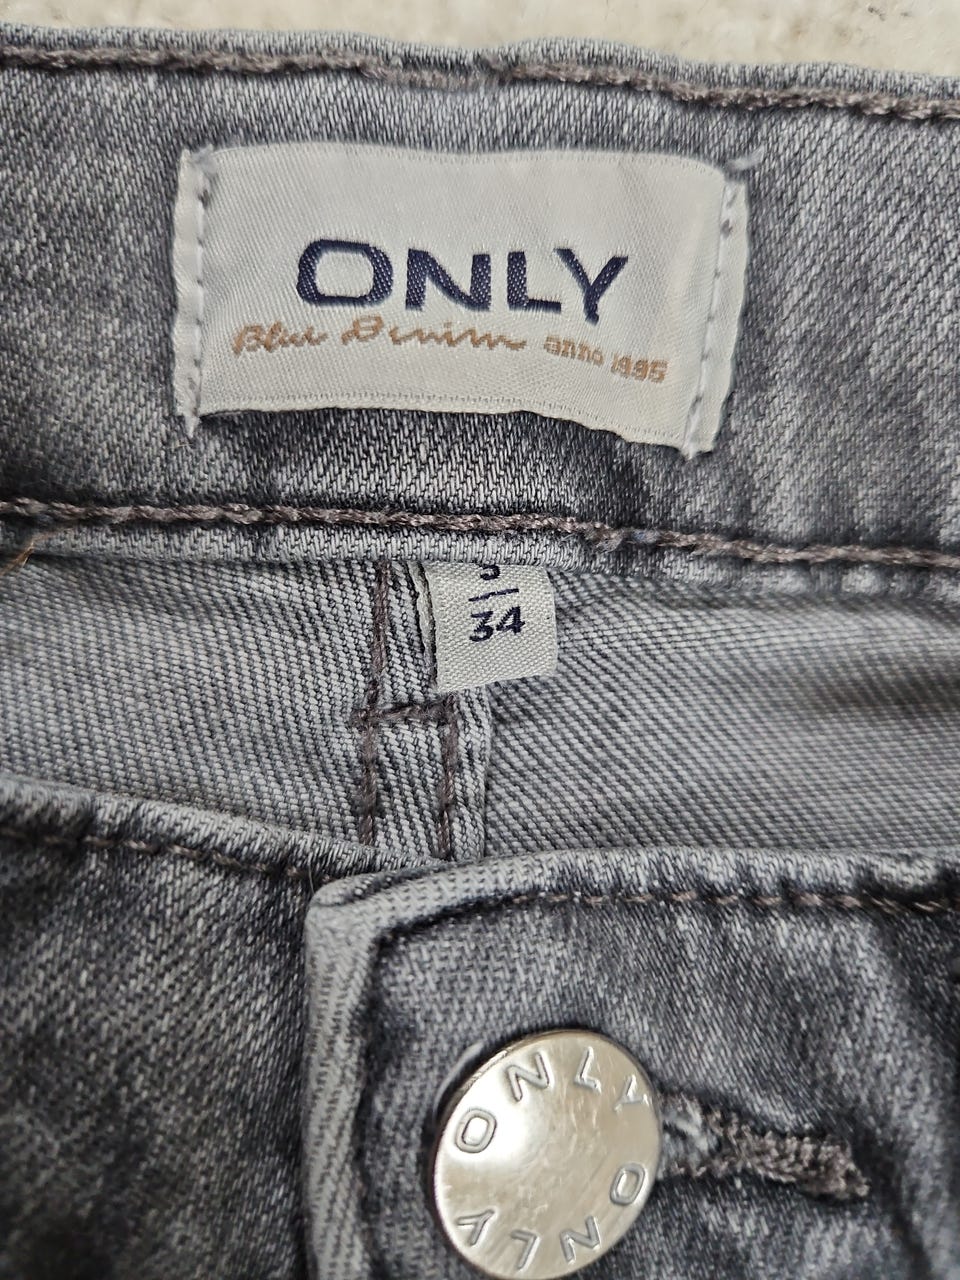 ONLY
Blue Denim anno 1995
34
ONLY ONLY